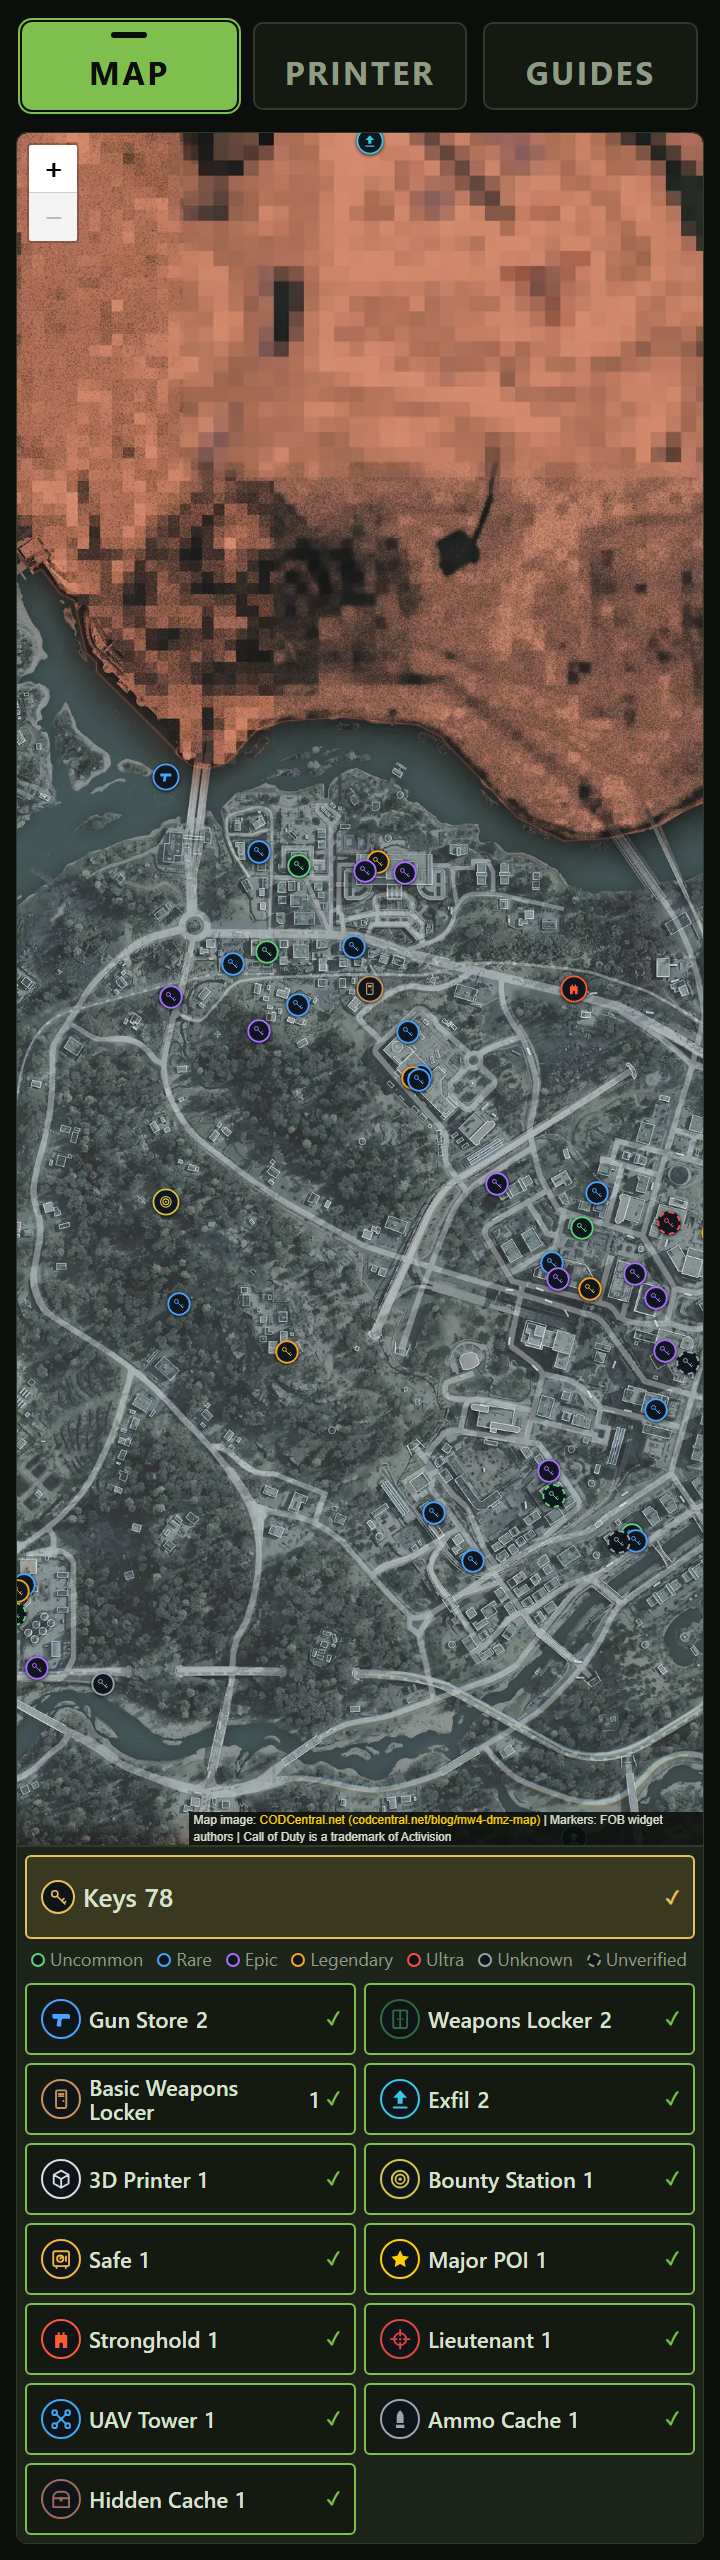 MAP
PRINTER
GUIDES
+
−
Map image: CODCentral.net (codcentral.net/blog/mw4-dmz-map) | Markers: FOB widget
authors | Call of Duty is a trademark of Activision
Keys 78 ✓
Uncommon Rare Epic Legendary Ultra Unknown Unverified
Gun Store 2 ✓
Weapons Locker 2 ✓
Basic Weapons
Locker 1 ✓
Exfil 2 ✓
3D Printer 1 ✓
Bounty Station 1 ✓
Safe 1 ✓
Major POI 1 ✓
Stronghold 1 ✓
Lieutenant 1 ✓
UAV Tower 1 ✓
Ammo Cache 1 ✓
Hidden Cache 1 ✓